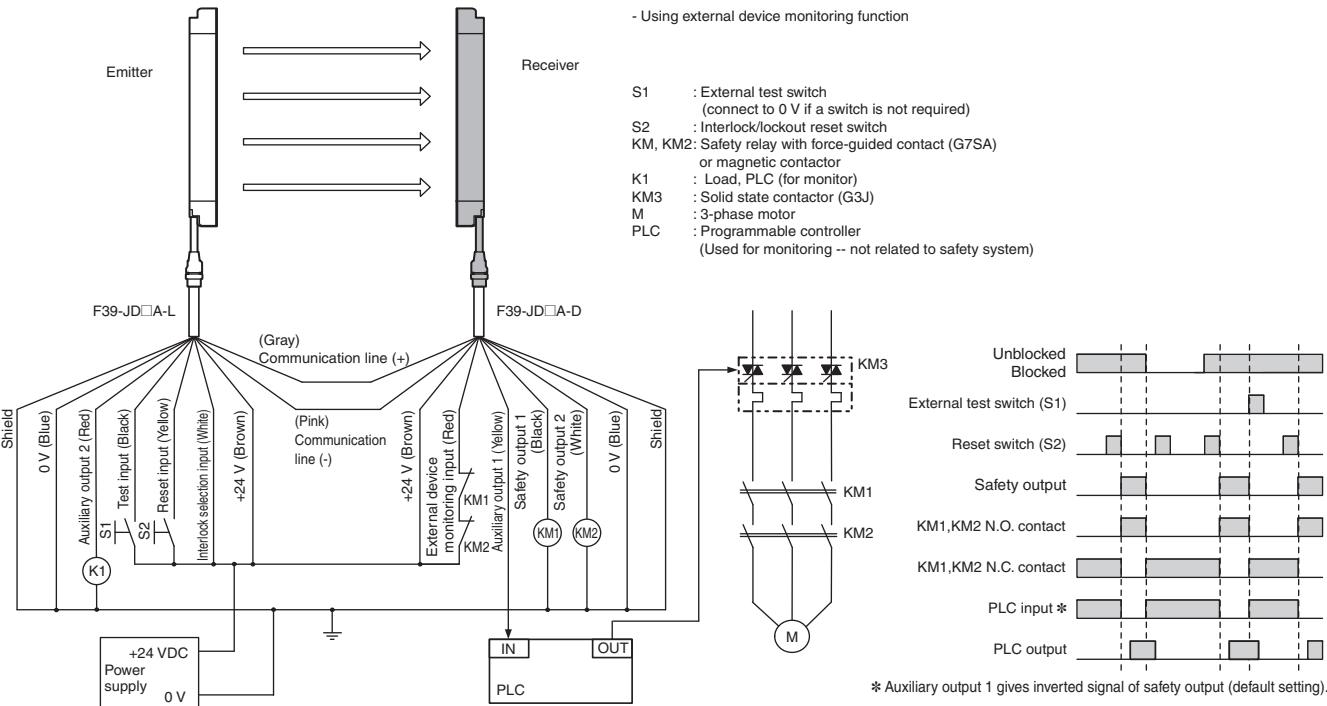 - Using external device monitoring function
Emitter
Receiver
S1 : External test switch
(connect to 0 V if a switch is not required)
S2 : Interlock/lockout reset switch
KM, KM2: Safety relay with force-guided contact (G7SA)
or magnetic contactor
K1 : Load, PLC (for monitor)
KM3 : Solid state contactor (G3J)
M : 3-phase motor
PLC : Programmable controller
(Used for monitoring -- not related to safety system)
F39-JD□A-L
F39-JD□A-D
(Gray)
Communication line (+)
(Pink)
Communication
line (-)
Shield
0 V (Blue)
Auxiliary output 2 (Red)
Test input (Black)
Reset input (Yellow)
Interlock selection input (White)
+24 V (Brown)
+24 V (Brown)
External device
monitoring input (Red)
Auxiliary output 1 (Yellow)
Safety output 1
(Black)
Safety output 2
(White)
0 V (Blue)
Shield
S1
S2
K1
KM1
KM2
KM1
KM2
+24 VDC
Power
supply
0 V
IN
OUT
PLC
KM3
KM1
KM2
M
Unblocked
Blocked
External test switch (S1)
Reset switch (S2)
Safety output
KM1,KM2 N.O. contact
KM1,KM2 N.C. contact
PLC input ✻
PLC output
✻ Auxiliary output 1 gives inverted signal of safety output (default setting).